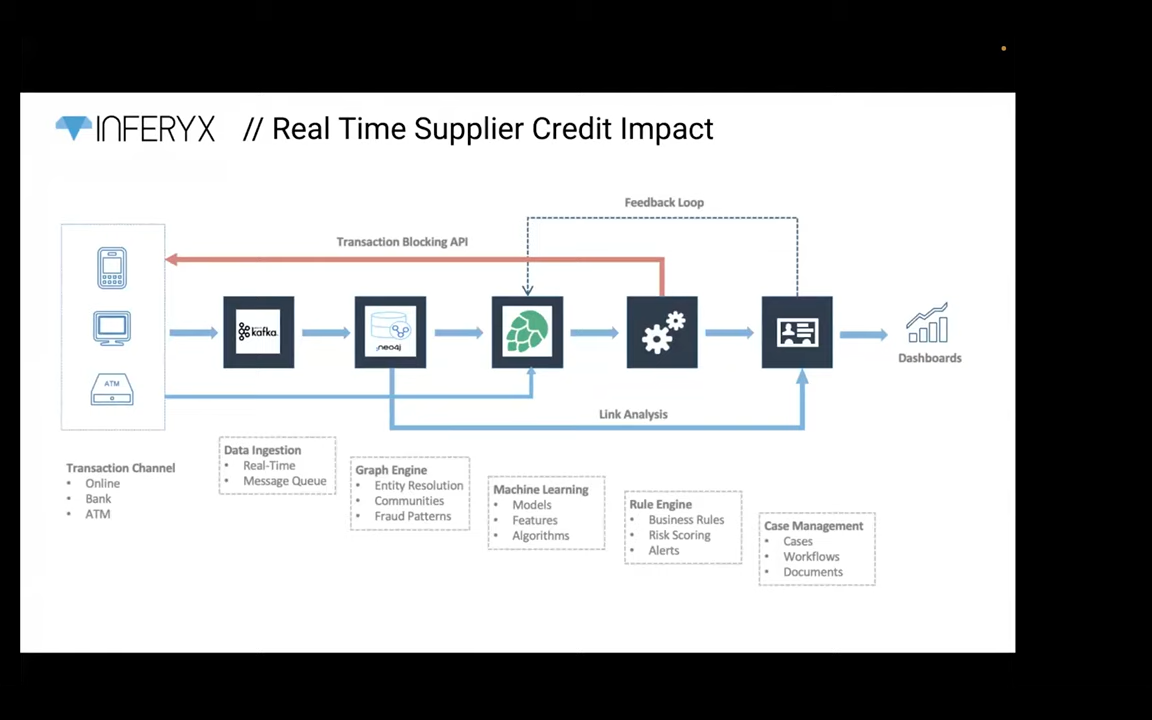 INFERYX // Real Time Supplier Credit Impact
Feedback Loop
Transaction Blocking API
kafka
neo4j
ATM
Dashboards
Link Analysis
Transaction Channel
• Online
• Bank
• ATM
Data Ingestion
• Real-Time
• Message Queue
Graph Engine
• Entity Resolution
• Communities
• Fraud Patterns
Machine Learning
• Models
• Features
• Algorithms
Rule Engine
• Business Rules
• Risk Scoring
• Alerts
Case Management
• Cases
• Workflows
• Documents